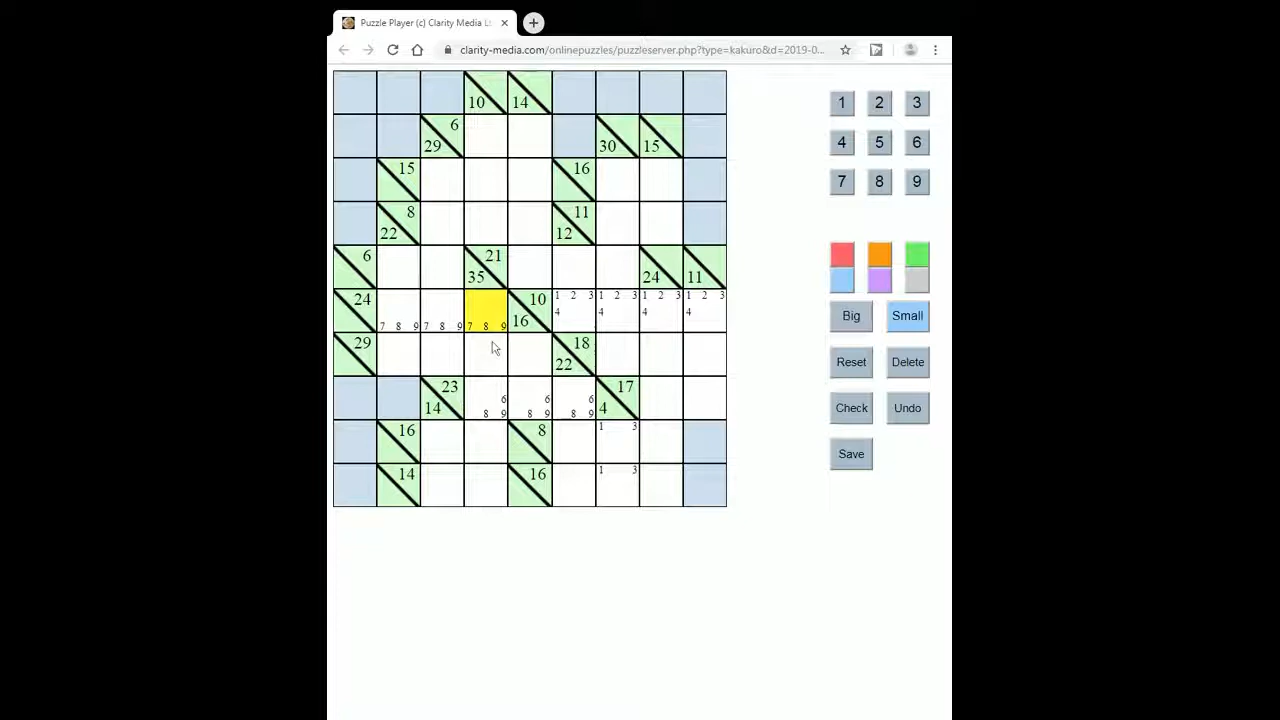 Puzzle Player (c) Clarity Media Lt
clarity-media.com/onlinepuzzles/puzzleserver.php?type=kakuro&d=2019-0...
10 14
6 29 30 15
15 16
8 22 11 12
6 21 35 24 11
24 7 8 9 7 8 9 7 8 9 10 16 1 2 3 4 1 2 3 4 1 2 3 4 1 2 3 4
29 18 22
23 14 6 8 9 6 8 9 6 8 9 17 4
16 8 1 3
14 16 1 3
1 2 3
4 5 6
7 8 9
Big Small
Reset Delete
Check Undo
Save